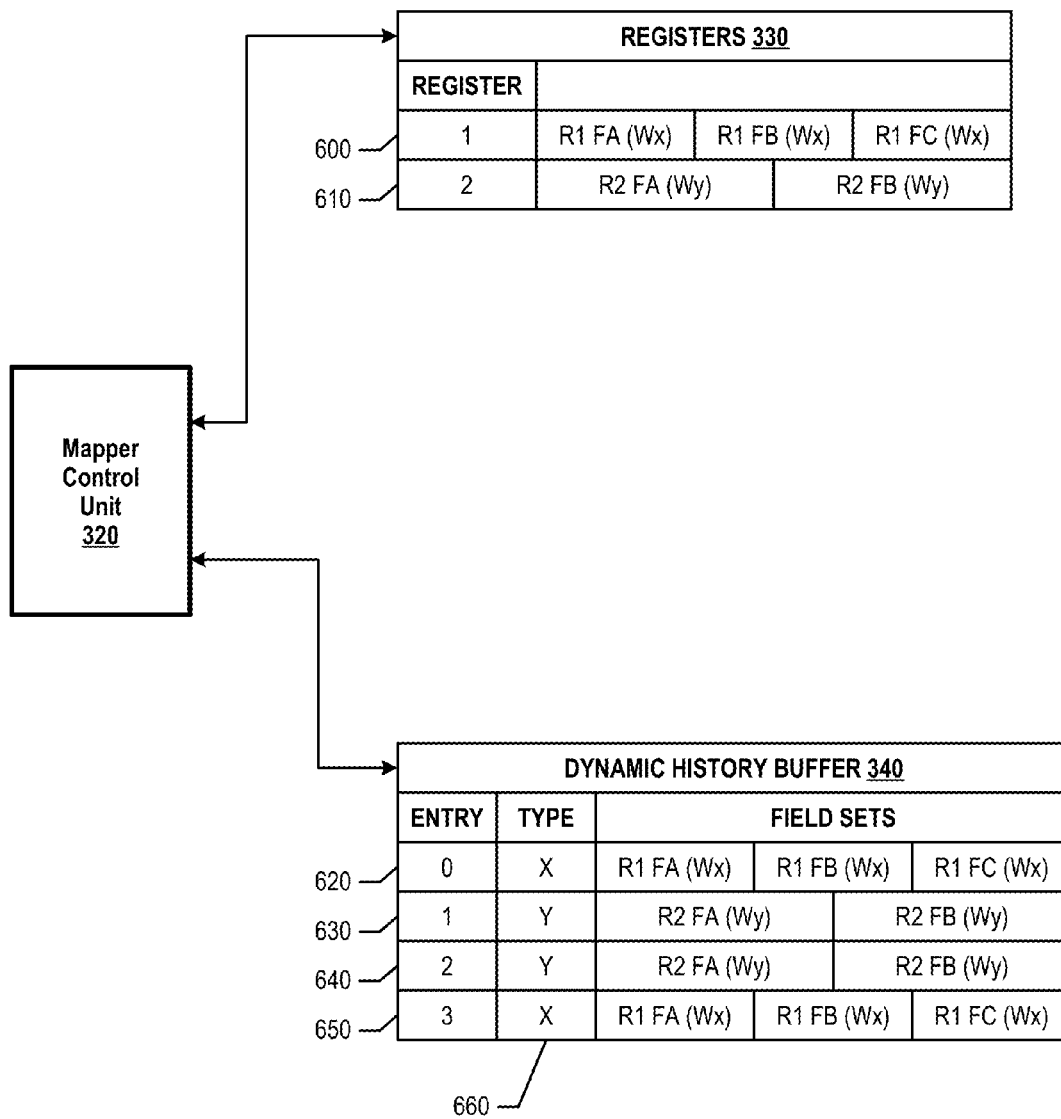 REGISTERS 330
REGISTER
600 1 R1 FA (Wx) R1 FB (Wx) R1 FC (Wx)
610 2 R2 FA (Wy) R2 FB (Wy)
Mapper
Control
Unit
320
DYNAMIC HISTORY BUFFER 340
ENTRY TYPE FIELD SETS
620 0 X R1 FA (Wx) R1 FB (Wx) R1 FC (Wx)
630 1 Y R2 FA (Wy) R2 FB (Wy)
640 2 Y R2 FA (Wy) R2 FB (Wy)
650 3 X R1 FA (Wx) R1 FB (Wx) R1 FC (Wx)
660